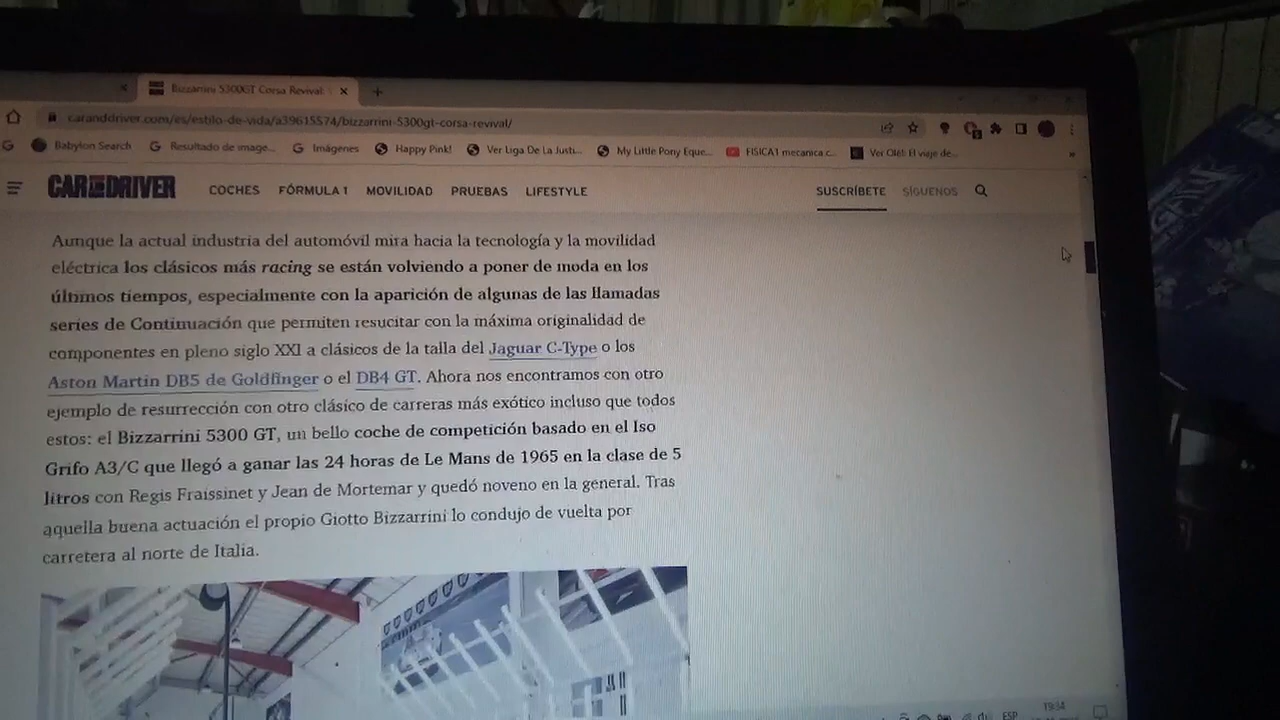 Bizzarrini 5300GT Corsa Revival:
caranddriver.com/es/estilo-de-vida/a39615574/bizzarrini-5300gt-corsa-revival/
Babylon Search Resultado de image... Imágenes Happy Pink! Ver Liga De La Justi... My Little Pony Eque... FISICA1 mecanica c... Ver Olé!: El viaje de...
CAR AND DRIVER COCHES FÓRMULA 1 MOVILIDAD PRUEBAS LIFESTYLE SUSCRÍBETE SÍGUENOS
Aunque la actual industria del automóvil mira hacia la tecnología y la movilidad
eléctrica los clásicos más racing se están volviendo a poner de moda en los
últimos tiempos, especialmente con la aparición de algunas de las llamadas
series de Continuación que permiten resucitar con la máxima originalidad de
componentes en pleno siglo XXI a clásicos de la talla del Jaguar C-Type o los
Aston Martin DB5 de Goldfinger o el DB4 GT. Ahora nos encontramos con otro
ejemplo de resurrección con otro clásico de carreras más exótico incluso que todos
estos: el Bizzarrini 5300 GT, un bello coche de competición basado en el Iso
Grifo A3/C que llegó a ganar las 24 horas de Le Mans de 1965 en la clase de 5
litros con Regis Fraissinet y Jean de Mortemar y quedó noveno en la general. Tras
aquella buena actuación el propio Giotto Bizzarrini lo condujo de vuelta por
carretera al norte de Italia.
ESP 19:34